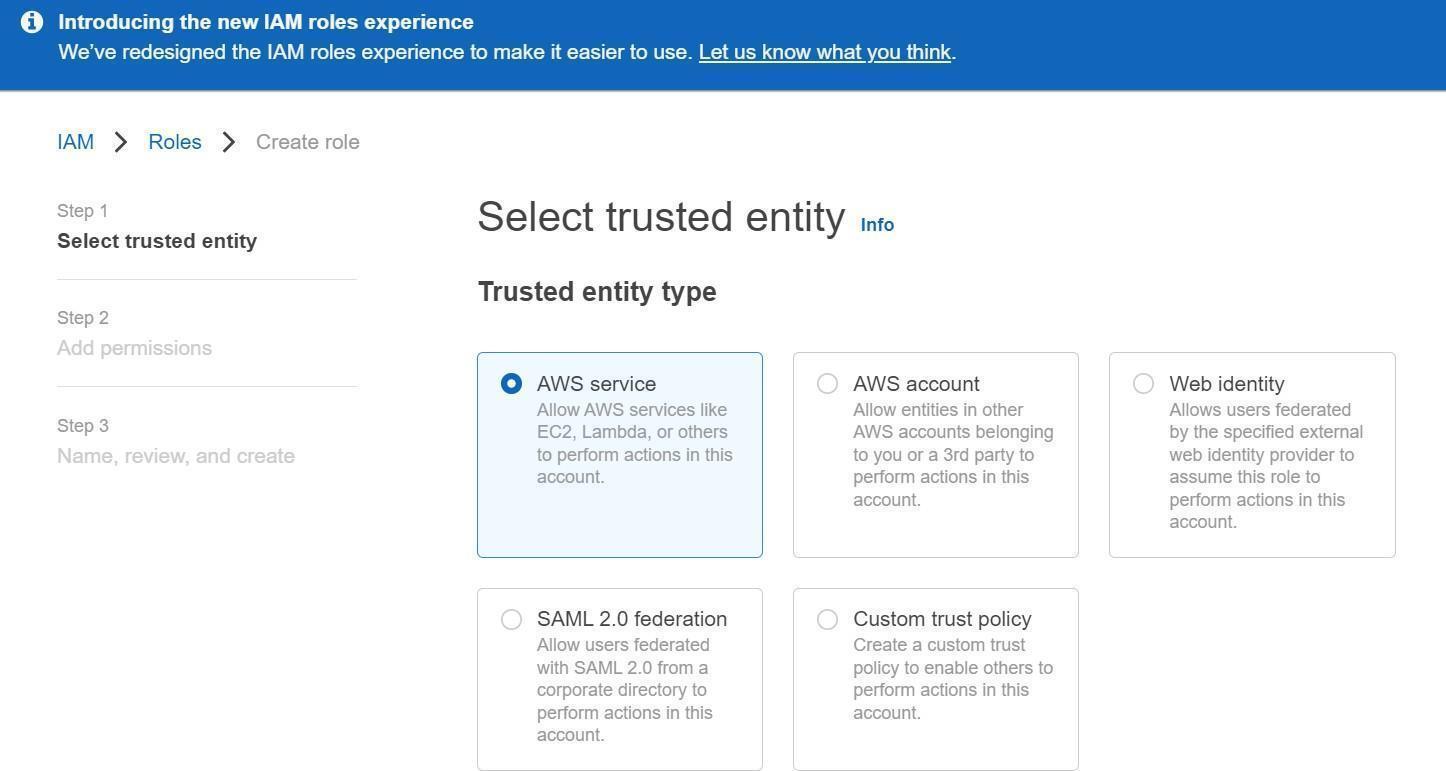 Introducing the new IAM roles experience
We've redesigned the IAM roles experience to make it easier to use. Let us know what you think.
IAM > Roles > Create role
Step 1
Select trusted entity
Step 2
Add permissions
Step 3
Name, review, and create
Select trusted entity Info
Trusted entity type
AWS service
Allow AWS services like
EC2, Lambda, or others
to perform actions in this
account.
AWS account
Allow entities in other
AWS accounts belonging
to you or a 3rd party to
perform actions in this
account.
Web identity
Allows users federated
by the specified external
web identity provider to
assume this role to
perform actions in this
account.
SAML 2.0 federation
Allow users federated
with SAML 2.0 from a
corporate directory to
perform actions in this
account.
Custom trust policy
Create a custom trust
policy to enable others to
perform actions in this
account.